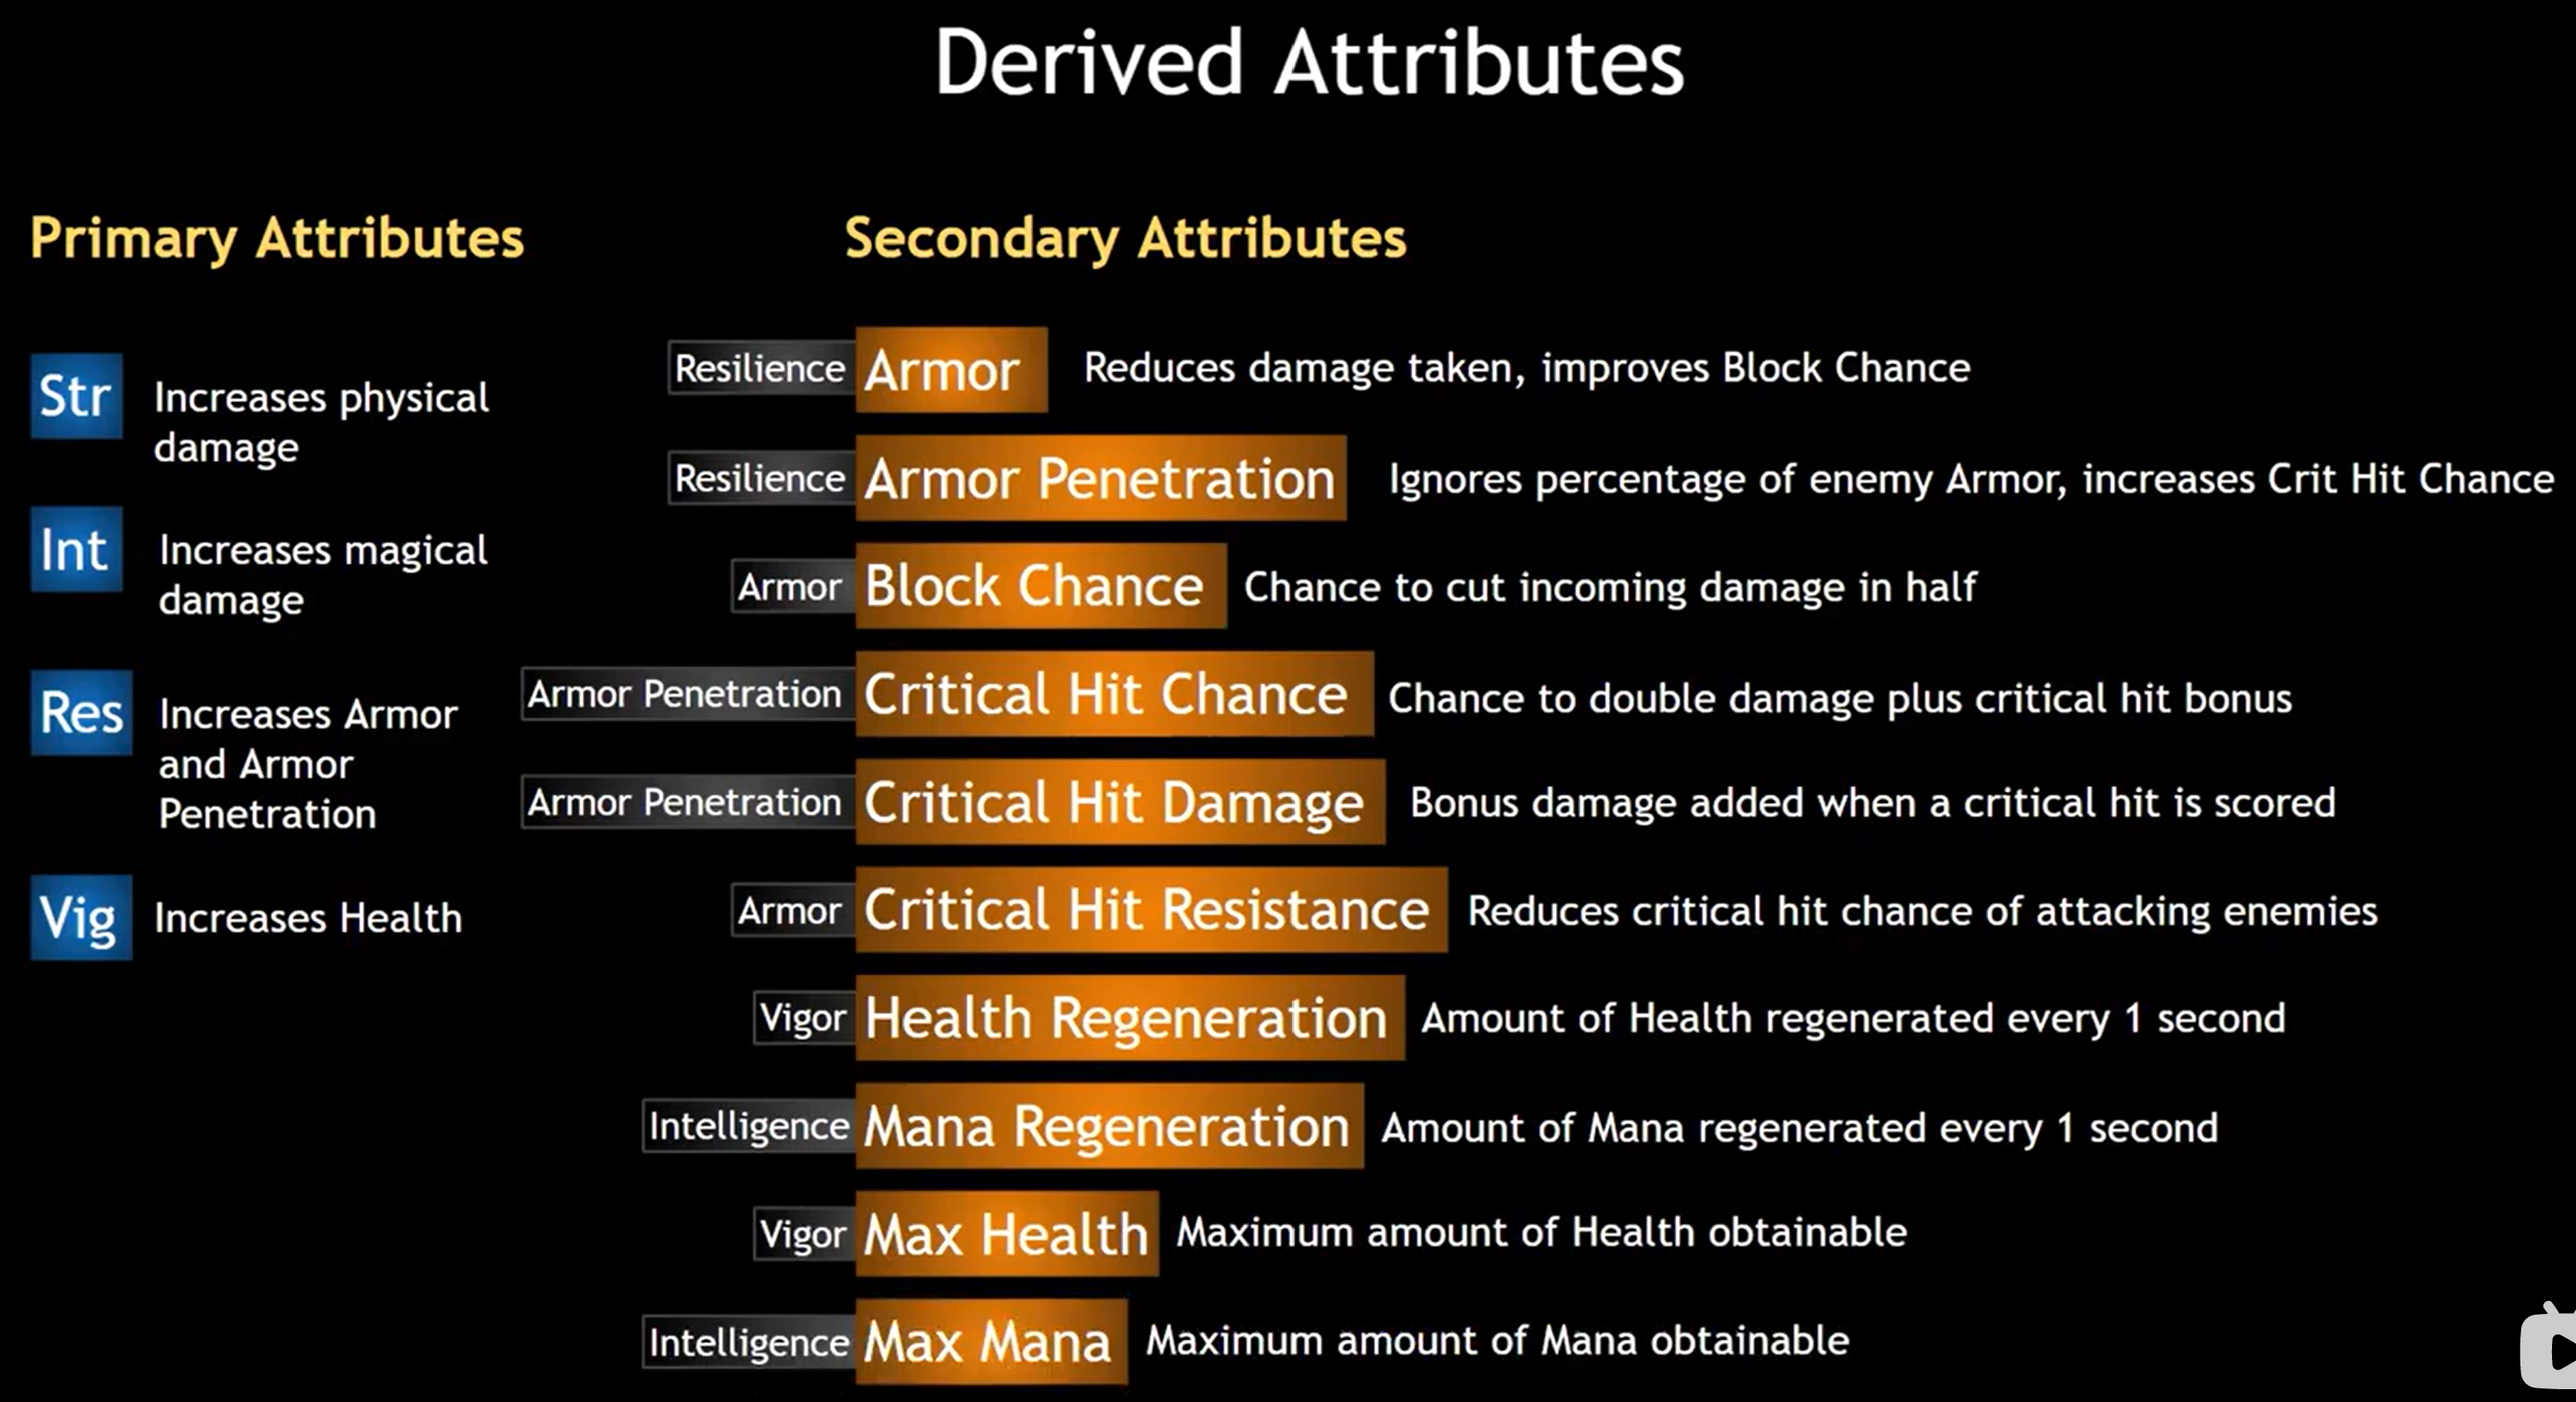 Derived Attributes
Primary Attributes
Str
Increases physical
damage
Int
Increases magical
damage
Res
Increases Armor
and Armor
Penetration
Vig
Increases Health
Secondary Attributes
Resilience Armor Reduces damage taken, improves Block Chance
Resilience Armor Penetration Ignores percentage of enemy Armor, increases Crit Hit Chance
Armor Block Chance Chance to cut incoming damage in half
Armor Penetration Critical Hit Chance Chance to double damage plus critical hit bonus
Armor Penetration Critical Hit Damage Bonus damage added when a critical hit is scored
Armor Critical Hit Resistance Reduces critical hit chance of attacking enemies
Vigor Health Regeneration Amount of Health regenerated every 1 second
Intelligence Mana Regeneration Amount of Mana regenerated every 1 second
Vigor Max Health Maximum amount of Health obtainable
Intelligence Max Mana Maximum amount of Mana obtainable